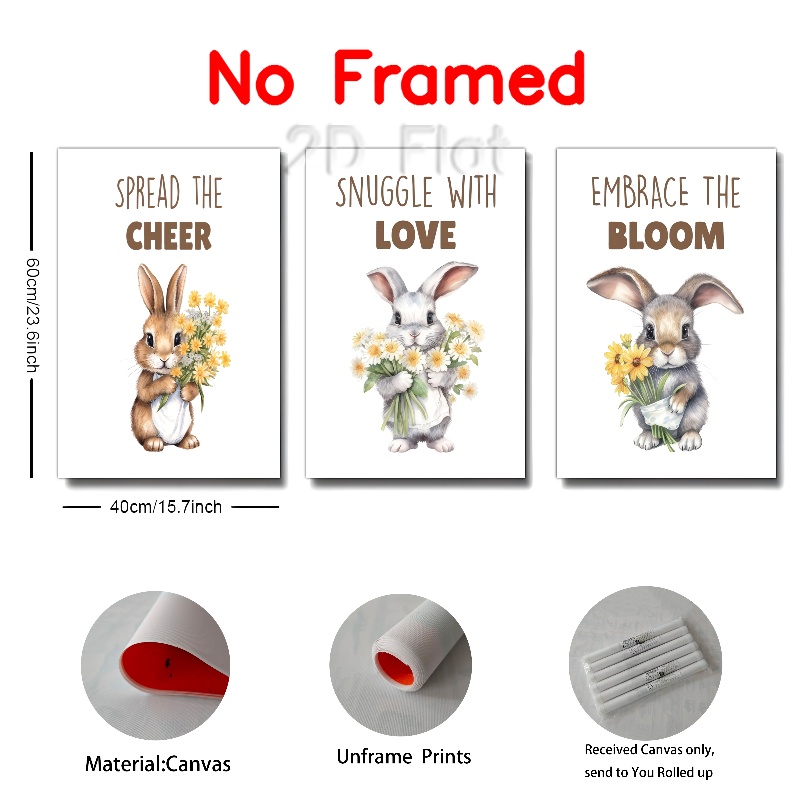 No Framed
2D Flat
SPREAD THE
CHEER
SNUGGLE WITH
LOVE
EMBRACE THE
BLOOM
60cm/23.6inch
40cm/15.7inch
Material:Canvas
Unframe Prints
Received Canvas only,
send to You Rolled up